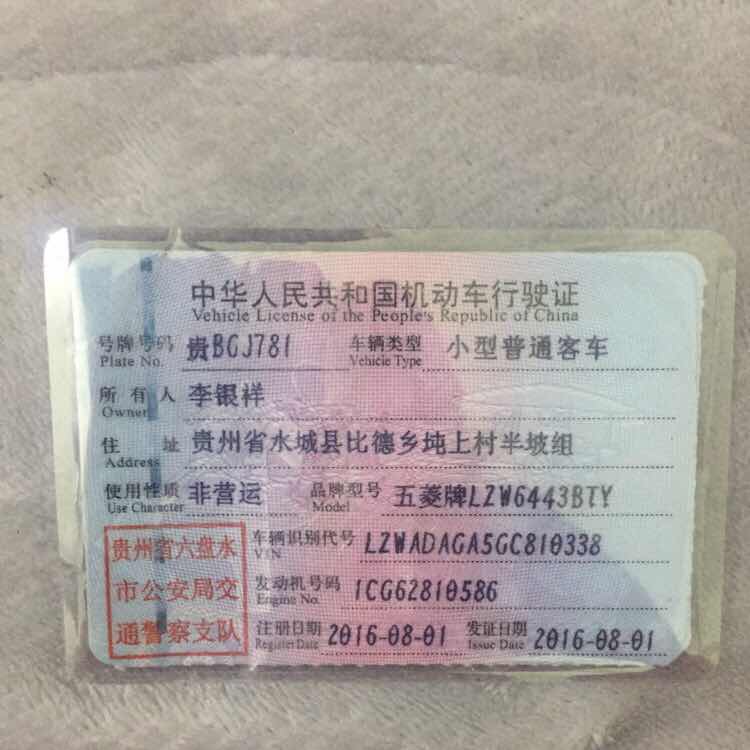 中华人民共和国机动车行驶证
Vehicle License of the People's Republic of China
号牌号码 贵BGJ781 车辆类型 小型普通客车
Plate No. Vehicle Type
所有人 李银祥
Owner
住址 贵州省水城县比德乡坉上村半坡组
Address
使用性质 非营运 品牌型号 五菱牌LZW6443BTY
Use Character Model
车辆识别代号 LZWADAGA5GC810338
VIN
发动机号码 1CG62810586
Engine No.
注册日期 2016-08-01 发证日期 2016-08-01
Register Date Issue Date
贵州省六盘水
市公安局交
通警察支队